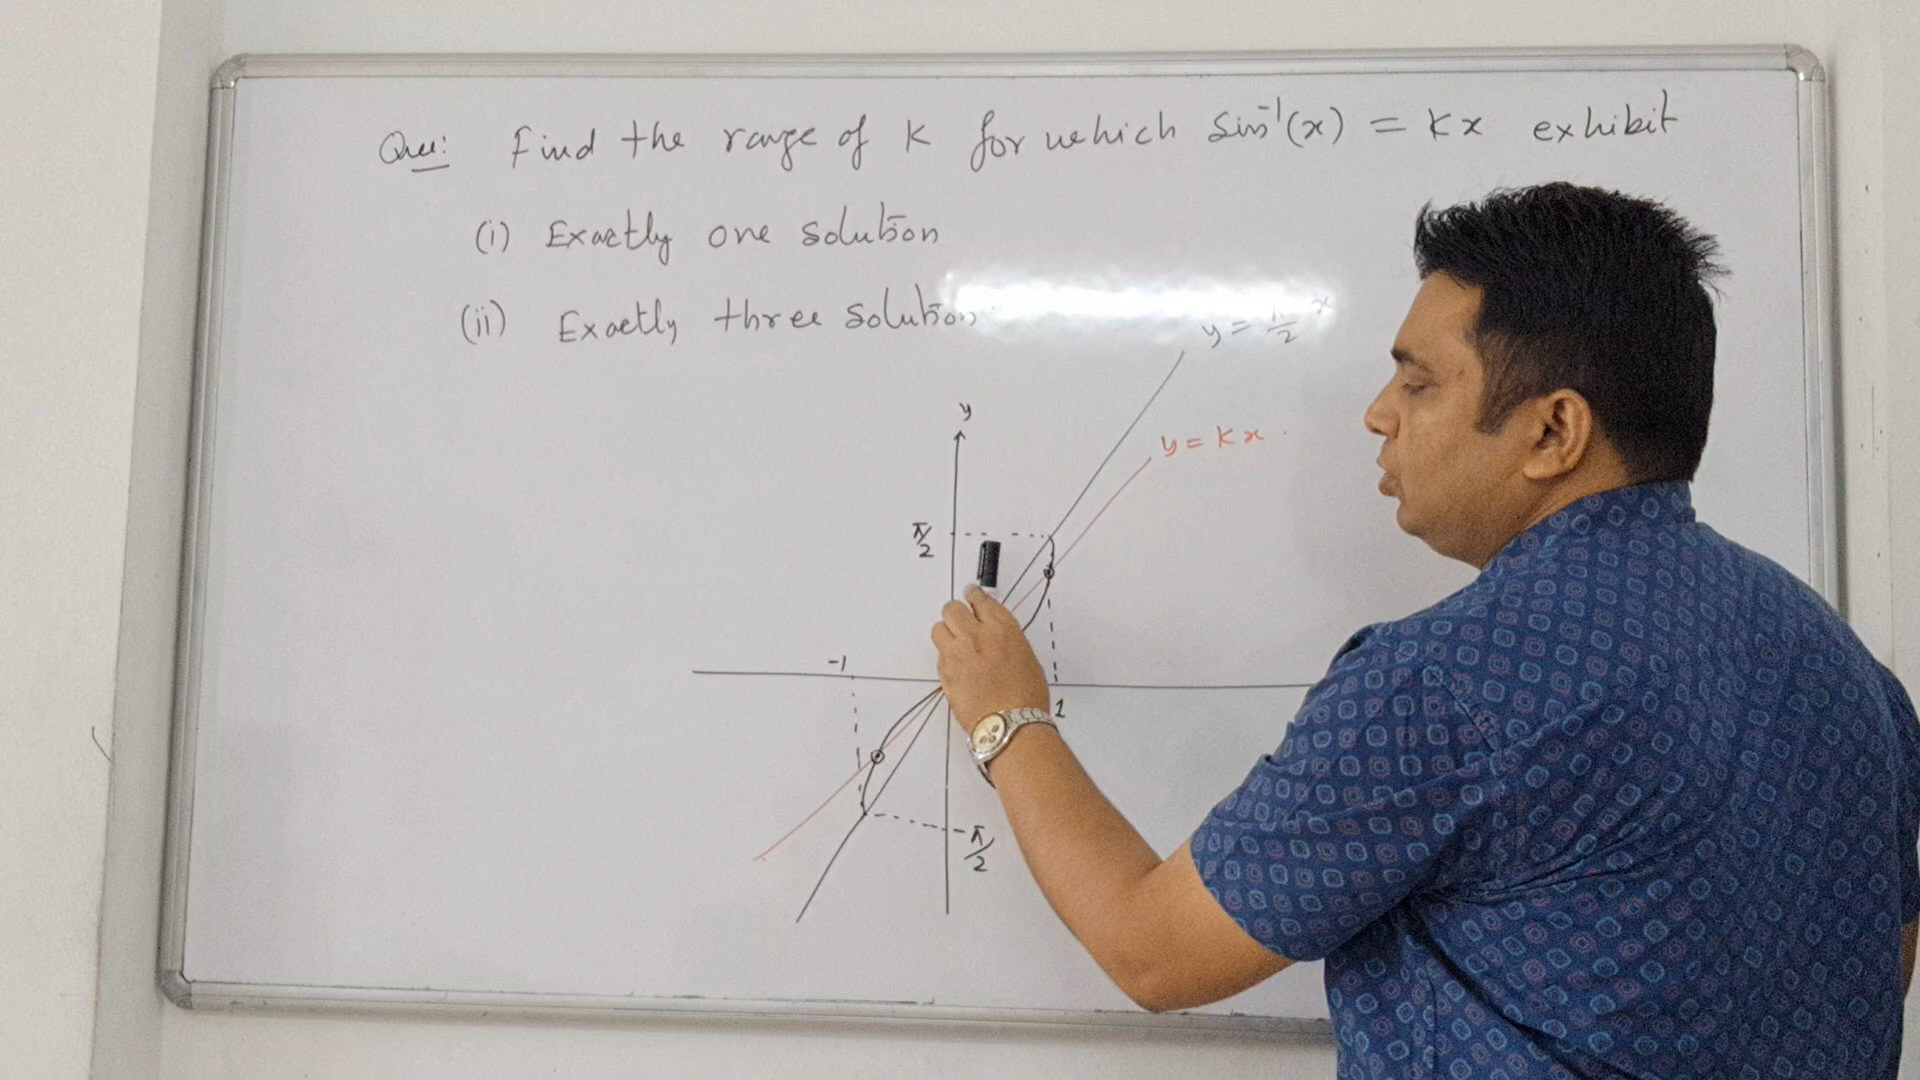 Que: Find the range of K for which sin⁻¹(x) = Kx exhibit
(i) Exactly one solution
(ii) Exactly three solution
y = π/2 x
y
y = Kx
π/2
-1
1
-π/2